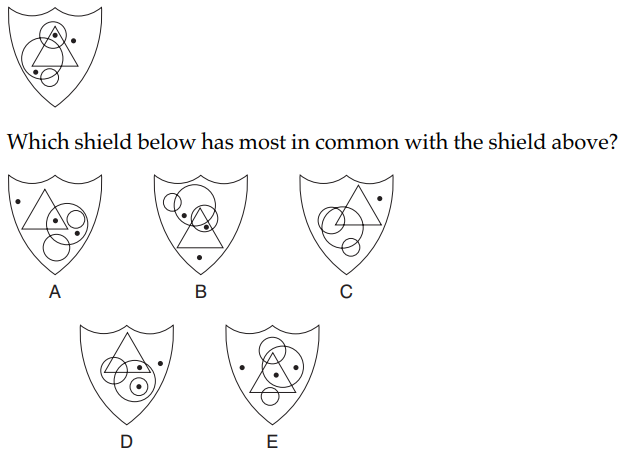 Which shield below has most in common with the shield above?
A
B
C
D
E